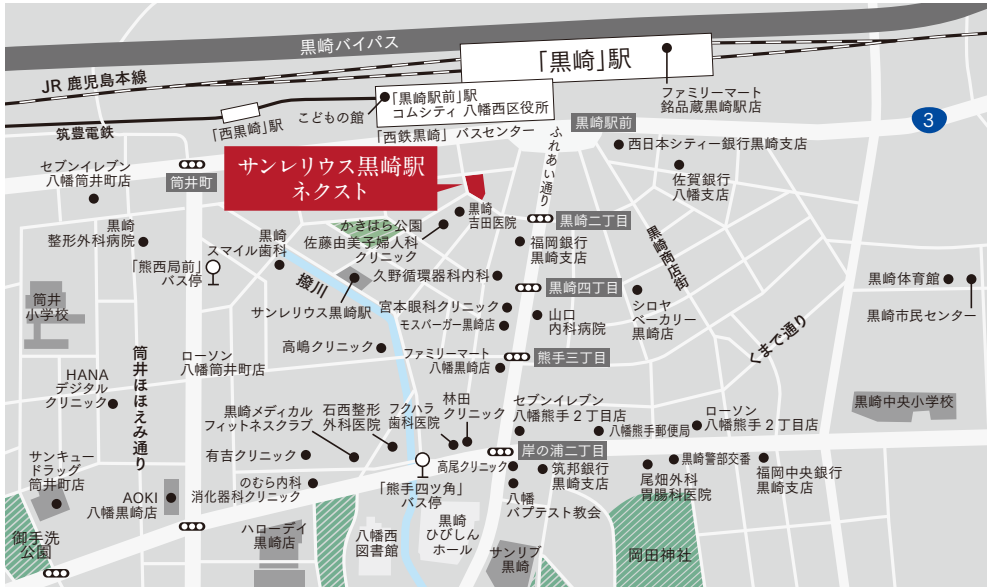 黒崎バイパス
「黒崎」駅
JR 鹿児島本線
ファミリーマート
銘品蔵黒崎駅店
「黒崎駅前」駅
コムシティ 八幡西区役所
こどもの館
「西黒崎」駅
筑豊電鉄
「西鉄黒崎」バスセンター
黒崎駅前
3
ふれあい通り
西日本シティー銀行黒崎支店
佐賀銀行
八幡支店
セブンイレブン
八幡筒井町店
筒井町
サンレリウス黒崎駅
ネクスト
黒崎
吉田医院
黒崎二丁目
かきはら公園
佐藤由美子婦人科
クリニック
福岡銀行
黒崎支店
黒崎商店街
黒崎
整形外科病院
黒崎
スマイル歯科
「熊西局前」
バス停
撥川
久野循環器科内科
黒崎四丁目
黒崎体育館
黒崎市民センター
筒井
小学校
サンレリウス黒崎駅
宮本眼科クリニック
モスバーガー黒崎店
山口
内科病院
シロヤ
ベーカリー
黒崎店
くまで通り
高嶋クリニック
ファミリーマート
八幡黒崎店
熊手三丁目
筒井ほほえみ通り
ローソン
八幡筒井町店
HANA
デジタル
クリニック
黒崎メディカル
フィットネスクラブ
石西整形
外科医院
フクハラ
歯科医院
林田
クリニック
セブンイレブン
八幡熊手２丁目店
八幡熊手郵便局
ローソン
八幡熊手２丁目店
黒崎中央小学校
岸の浦二丁目
有吉クリニック
高尾クリニック
筑邦銀行
黒崎支店
黒崎警部交番
尾畑外科
胃腸科医院
福岡中央銀行
黒崎支店
サンキュー
ドラッグ
筒井町店
のむら内科
消化器科クリニック
「熊手四ツ角」
バス停
八幡
バプテスト教会
AOKI
八幡黒崎店
御手洗
公園
ハローデイ
黒崎店
八幡西
図書館
黒崎
ひびしん
ホール
サンリブ
黒崎
岡田神社